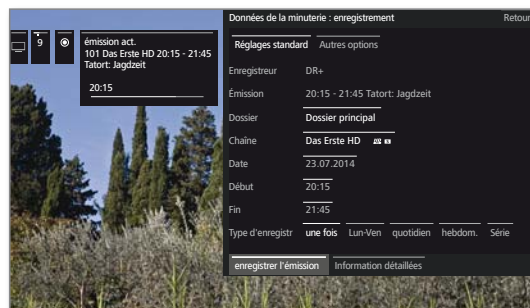 9
émission act.
101 Das Erste HD 20:15 - 21:45
Tatort: Jagdzeit
20:15
Données de la minuterie : enregistrement Retour
Réglages standard Autres options
Enregistreur DR+
Émission 20:15 - 21:45 Tatort: Jagdzeit
Dossier Dossier principal
Chaîne Das Erste HD
Date 23.07.2014
Début 20:15
Fin 21:45
Type d'enregistr une fois Lun-Ven quotidien hebdom. Série
enregistrer l'émission Information détaillées